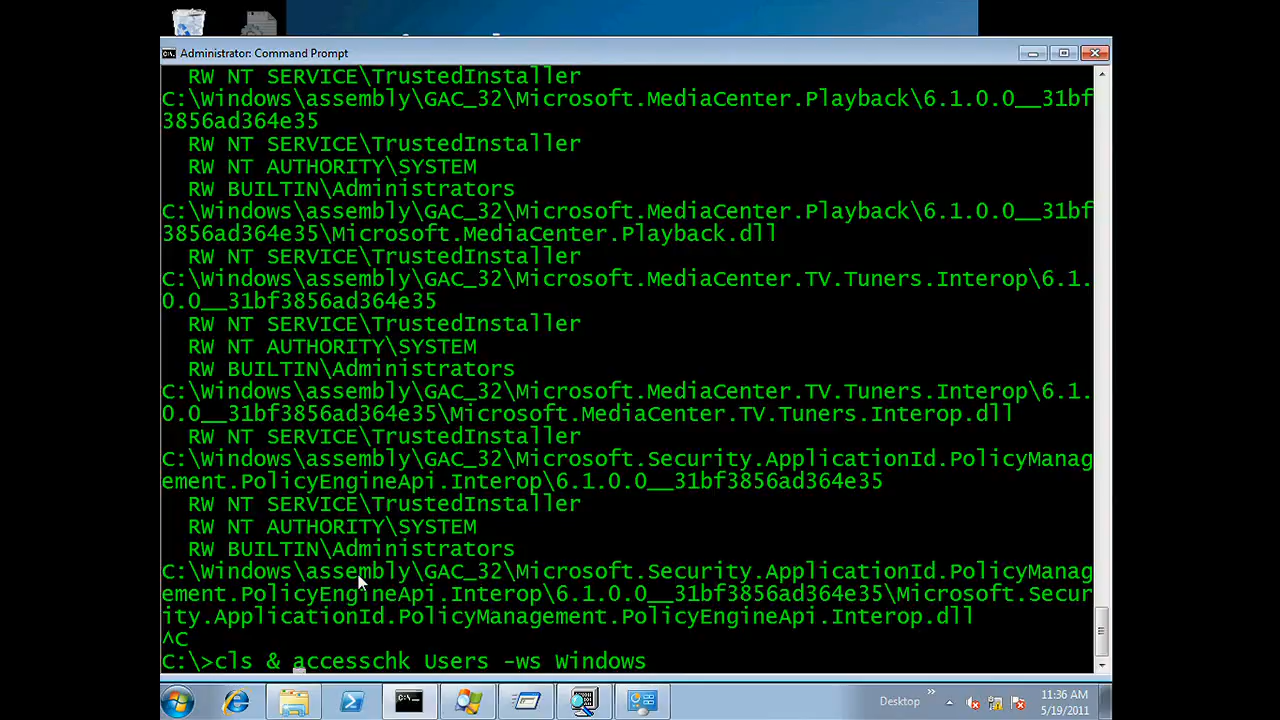 Administrator: Command Prompt
RW NT SERVICE\TrustedInstaller
C:\Windows\assembly\GAC_32\Microsoft.MediaCenter.Playback\6.1.0.0__31bf
3856ad364e35
RW NT SERVICE\TrustedInstaller
RW NT AUTHORITY\SYSTEM
RW BUILTIN\Administrators
C:\Windows\assembly\GAC_32\Microsoft.MediaCenter.Playback\6.1.0.0__31bf
3856ad364e35\Microsoft.MediaCenter.Playback.dll
RW NT SERVICE\TrustedInstaller
C:\Windows\assembly\GAC_32\Microsoft.MediaCenter.TV.Tuners.Interop\6.1.
0.0__31bf3856ad364e35
RW NT SERVICE\TrustedInstaller
RW NT AUTHORITY\SYSTEM
RW BUILTIN\Administrators
C:\Windows\assembly\GAC_32\Microsoft.MediaCenter.TV.Tuners.Interop\6.1.
0.0__31bf3856ad364e35\Microsoft.MediaCenter.TV.Tuners.Interop.dll
RW NT SERVICE\TrustedInstaller
C:\Windows\assembly\GAC_32\Microsoft.Security.ApplicationId.PolicyManag
ement.PolicyEngineApi.Interop\6.1.0.0__31bf3856ad364e35
RW NT SERVICE\TrustedInstaller
RW NT AUTHORITY\SYSTEM
RW BUILTIN\Administrators
C:\Windows\assembly\GAC_32\Microsoft.Security.ApplicationId.PolicyManag
ement.PolicyEngineApi.Interop\6.1.0.0__31bf3856ad364e35\Microsoft.Secur
ity.ApplicationId.PolicyManagement.PolicyEngineApi.Interop.dll
^C
C:\>cls & accesschk Users -ws Windows
Desktop
11:36 AM
5/19/2011